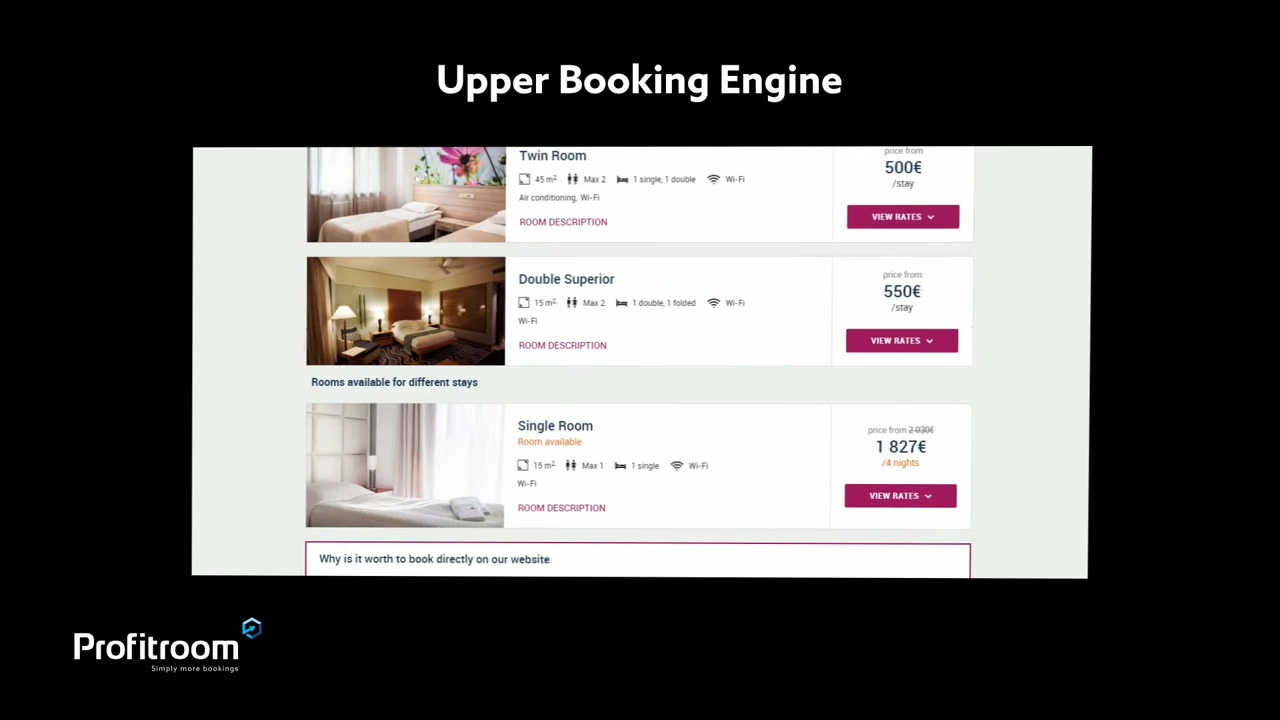 Upper Booking Engine
Twin Room
45 m² Max 2 1 single, 1 double Wi-Fi
Air conditioning, Wi-Fi
ROOM DESCRIPTION
price from
500€
/stay
VIEW RATES
Double Superior
15 m² Max 2 1 double, 1 folded Wi-Fi
Wi-Fi
ROOM DESCRIPTION
price from
550€
/stay
VIEW RATES
Rooms available for different stays
Single Room
Room available
15 m² Max 1 1 single Wi-Fi
Wi-Fi
ROOM DESCRIPTION
price from 2 030€
1 827€
/4 nights
VIEW RATES
Why is it worth to book directly on our website
Profitroom
Simply more bookings